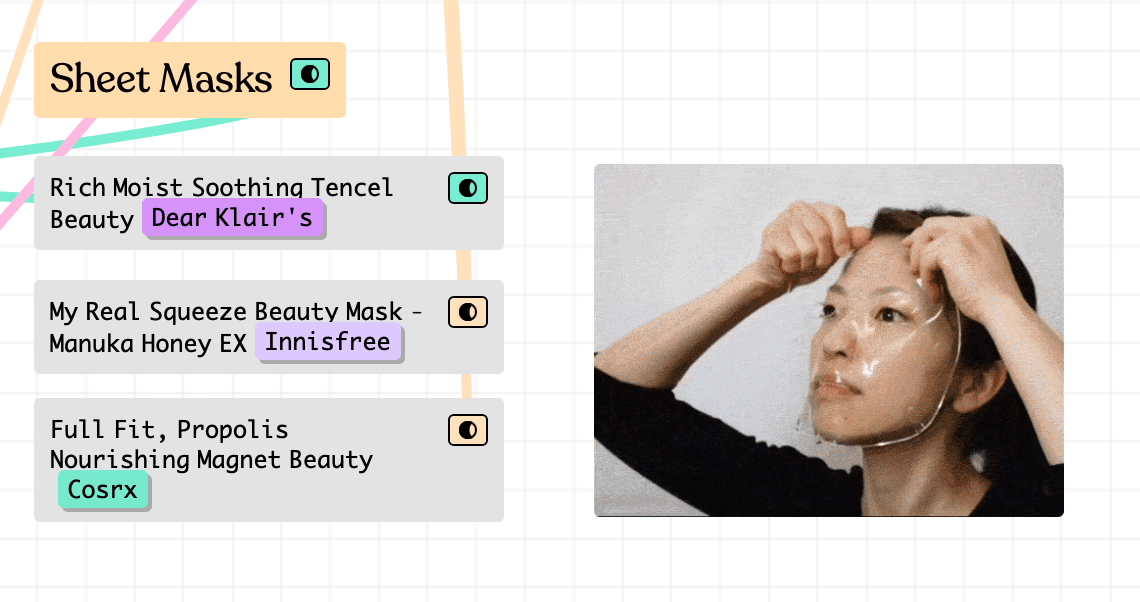 Sheet Masks
Rich Moist Soothing Tencel
Beauty Dear Klair's
My Real Squeeze Beauty Mask -
Manuka Honey EX Innisfree
Full Fit, Propolis
Nourishing Magnet Beauty
Cosrx